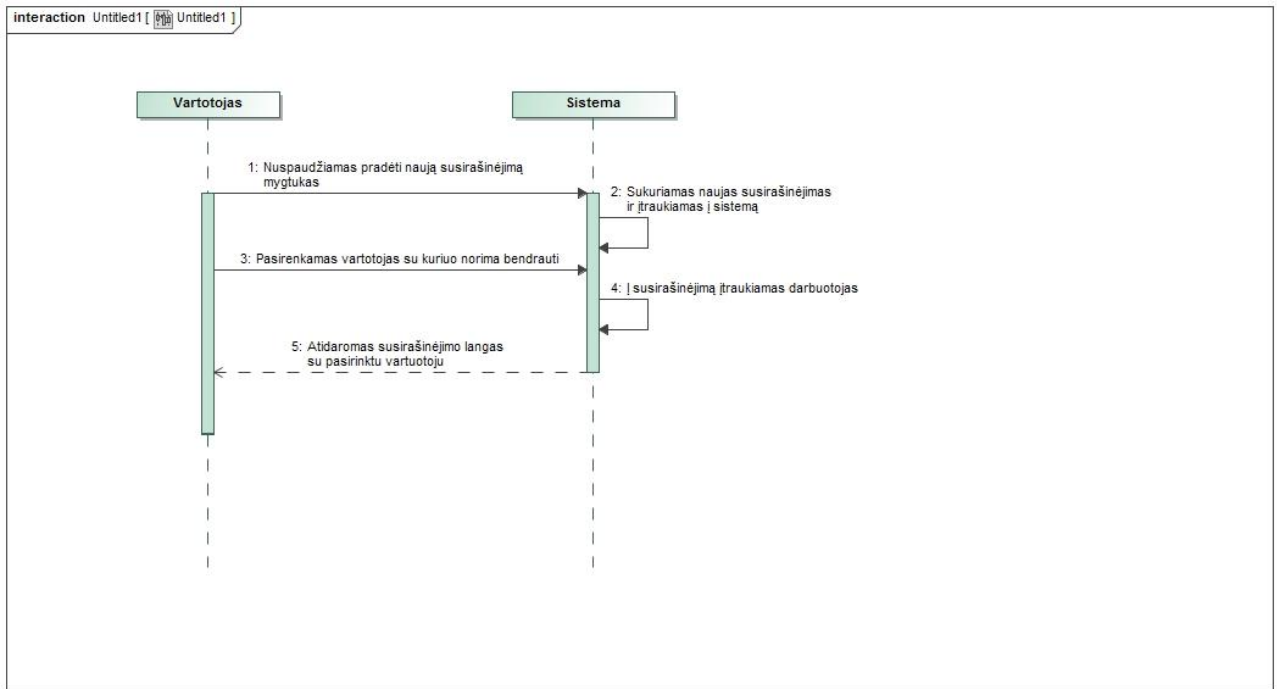 interaction Untitled1 [ Untitled1 ]
Vartotojas
Sistema
1: Nuspaudžiamas pradėti naują susirašinėjimą
mygtukas
2: Sukuriamas naujas susirašinėjimas
ir įtraukiamas į sistemą
3: Pasirenkamas vartotojas su kuriuo norima bendrauti
4: Į susirašinėjimą įtraukiamas darbuotojas
5: Atidaromas susirašinėjimo langas
su pasirinktu vartuotoju